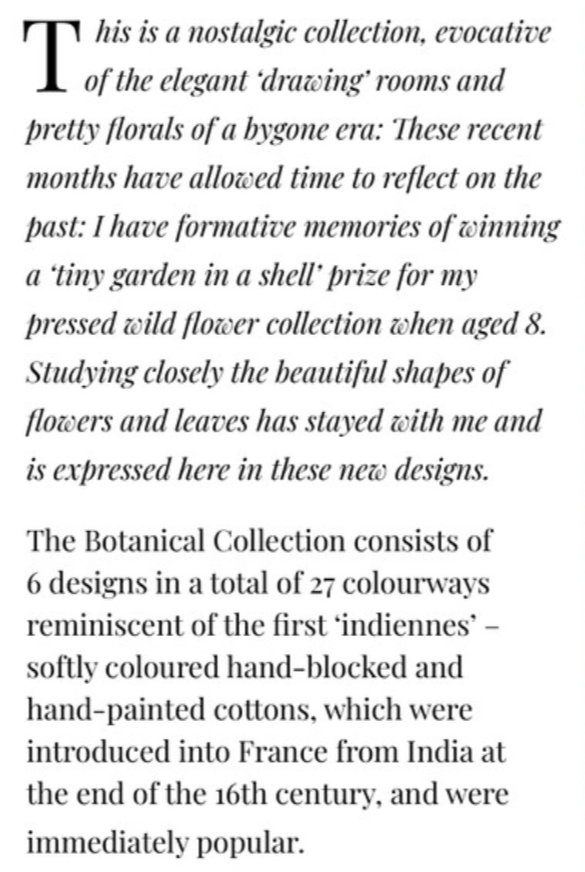 This is a nostalgic collection, evocative
of the elegant ‘drawing’ rooms and
pretty florals of a bygone era: These recent
months have allowed time to reflect on the
past: I have formative memories of winning
a ‘tiny garden in a shell’ prize for my
pressed wild flower collection when aged 8.
Studying closely the beautiful shapes of
flowers and leaves has stayed with me and
is expressed here in these new designs.
The Botanical Collection consists of
6 designs in a total of 27 colourways
reminiscent of the first ‘indiennes’ –
softly coloured hand-blocked and
hand-painted cottons, which were
introduced into France from India at
the end of the 16th century, and were
immediately popular.